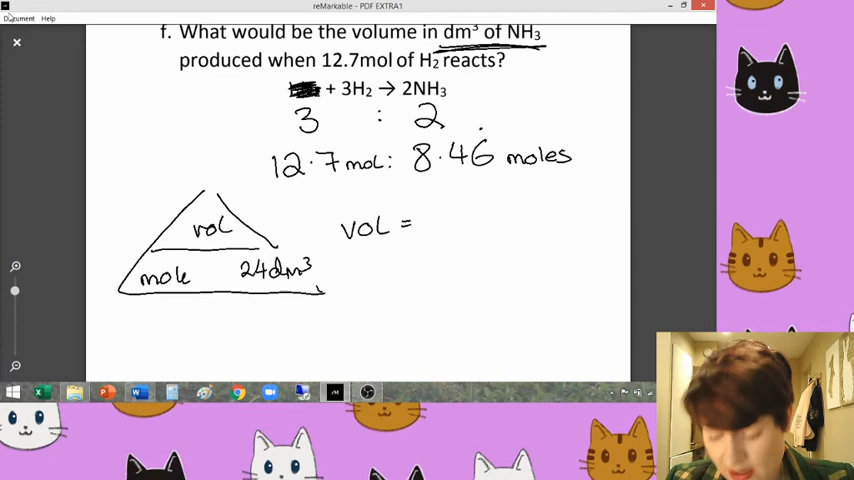 reMarkable - PDF EXTRA1
Document Help
f. What would be the volume in dm³ of NH₃
produced when 12.7mol of H₂ reacts?
+ 3H₂ → 2NH₃
3 : 2
12.7 mol : 8.46̇ moles
vol
vol =
mole 24dm³